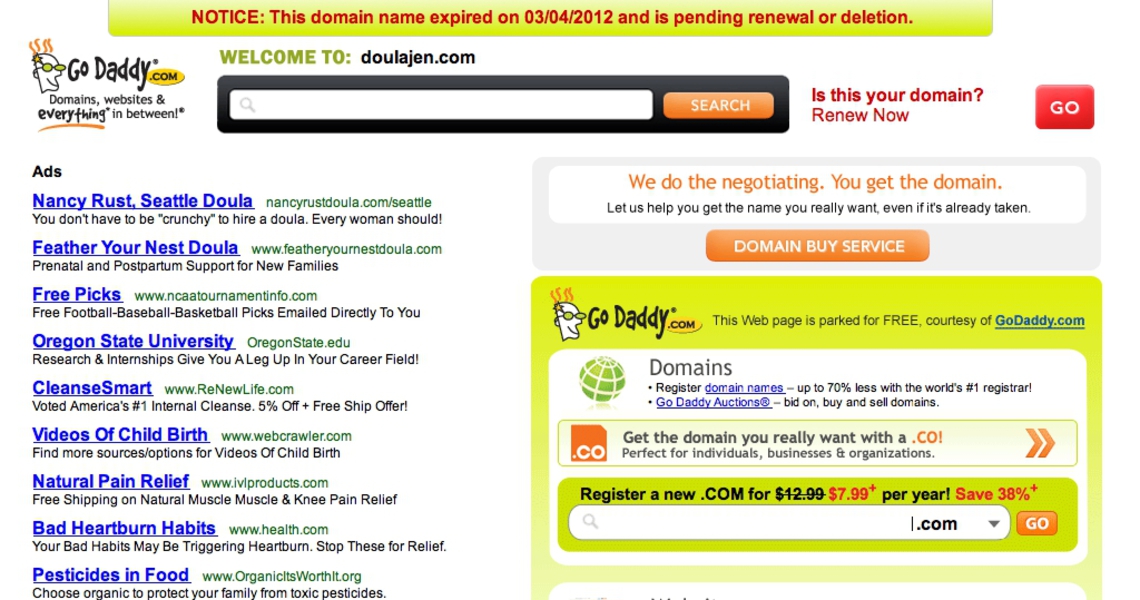 NOTICE: This domain name expired on 03/04/2012 and is pending renewal or deletion.
Go Daddy.COM
Domains, websites &
everything* in between!®
WELCOME TO: doulajen.com
SEARCH
Is this your domain?
Renew Now
GO
Ads
Nancy Rust, Seattle Doula nancyrustdoula.com/seattle
You don't have to be "crunchy" to hire a doula. Every woman should!
Feather Your Nest Doula www.featheryournestdoula.com
Prenatal and Postpartum Support for New Families
Free Picks www.ncaatournamentinfo.com
Free Football-Baseball-Basketball Picks Emailed Directly To You
Oregon State University OregonState.edu
Research & Internships Give You A Leg Up In Your Career Field!
CleanseSmart www.ReNewLife.com
Voted America's #1 Internal Cleanse. 5% Off + Free Ship Offer!
Videos Of Child Birth www.webcrawler.com
Find more sources/options for Videos Of Child Birth
Natural Pain Relief www.ivlproducts.com
Free Shipping on Natural Muscle Muscle & Knee Pain Relief
Bad Heartburn Habits www.health.com
Your Bad Habits May Be Triggering Heartburn. Stop These for Relief.
Pesticides in Food www.OrganicItsWorthIt.org
Choose organic to protect your family from toxic pesticides.
We do the negotiating. You get the domain.
Let us help you get the name you really want, even if it's already taken.
DOMAIN BUY SERVICE
Go Daddy®.COM This Web page is parked for FREE, courtesy of GoDaddy.com
Domains
• Register domain names – up to 70% less with the world's #1 registrar!
• Go Daddy Auctions® – bid on, buy and sell domains.
.CO
Get the domain you really want with a .CO!
Perfect for individuals, businesses & organizations.
Register a new .COM for $12.99 $7.99+ per year! Save 38%+
.com
GO